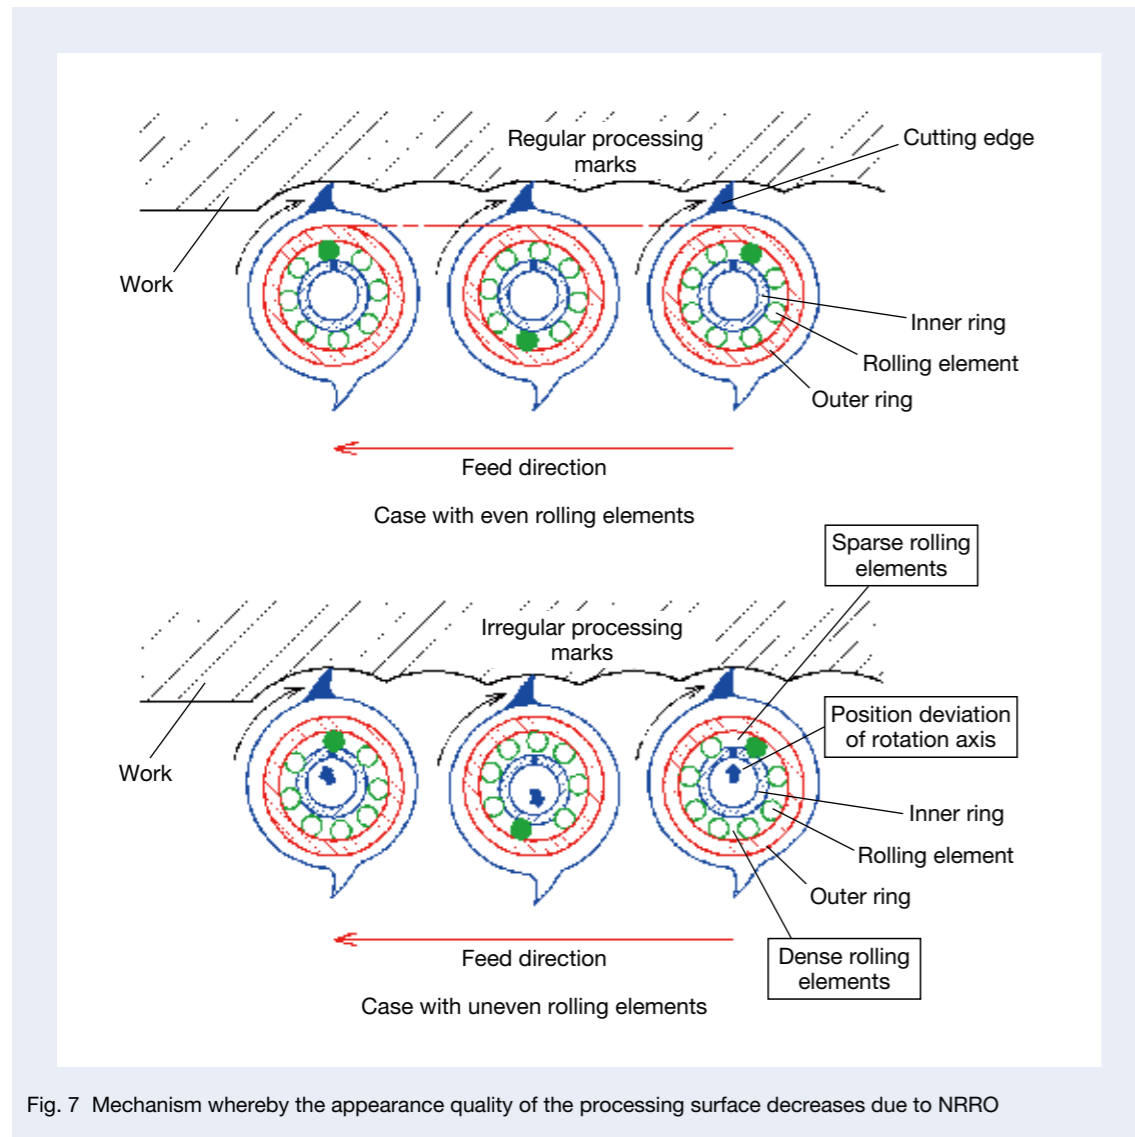 Regular processing
marks
Cutting edge
Work
Inner ring
Rolling element
Outer ring
Feed direction
Case with even rolling elements
Sparse rolling
elements
Irregular processing
marks
Position deviation
of rotation axis
Work
Inner ring
Rolling element
Outer ring
Feed direction
Dense rolling
elements
Case with uneven rolling elements
Fig. 7 Mechanism whereby the appearance quality of the processing surface decreases due to NRRO